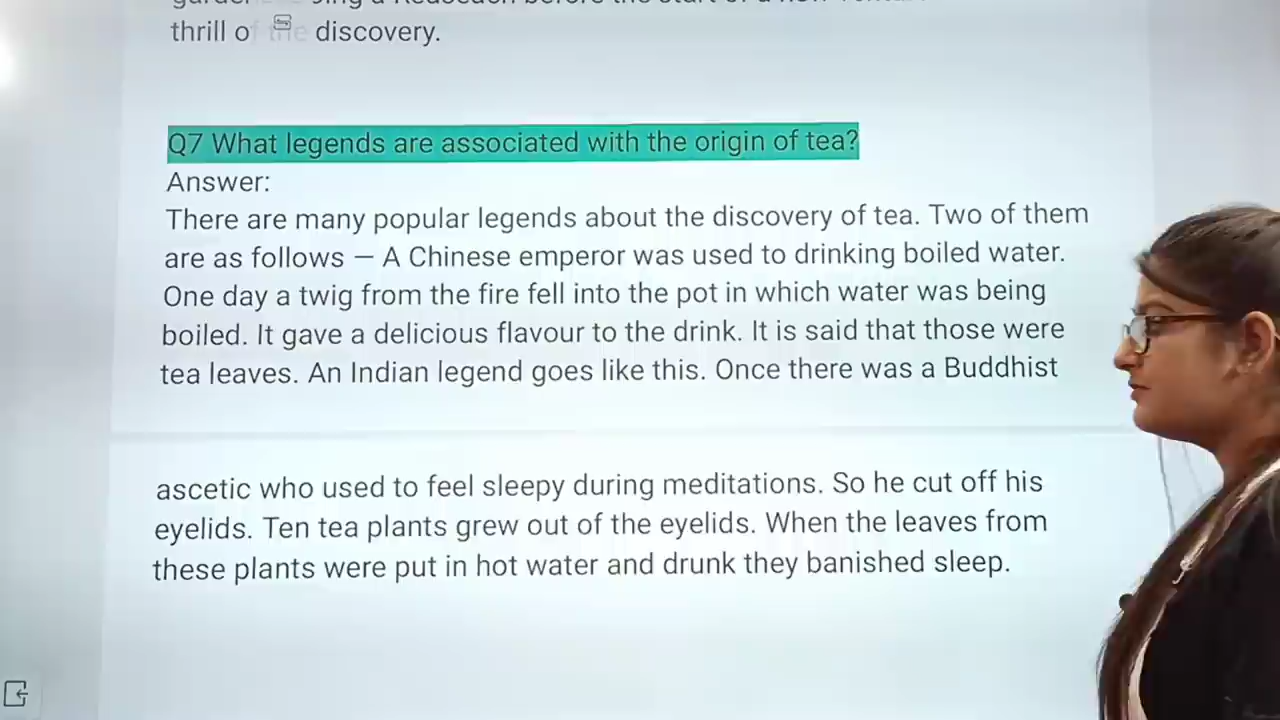 thrill of the discovery.
Q7 What legends are associated with the origin of tea?
Answer:
There are many popular legends about the discovery of tea. Two of them
are as follows — A Chinese emperor was used to drinking boiled water.
One day a twig from the fire fell into the pot in which water was being
boiled. It gave a delicious flavour to the drink. It is said that those were
tea leaves. An Indian legend goes like this. Once there was a Buddhist
ascetic who used to feel sleepy during meditations. So he cut off his
eyelids. Ten tea plants grew out of the eyelids. When the leaves from
these plants were put in hot water and drunk they banished sleep.